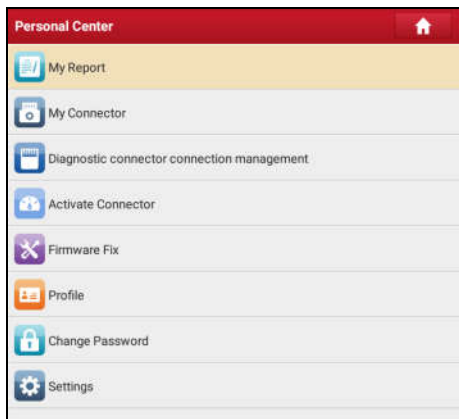 Personal Center
My Report
My Connector
Diagnostic connector connection management
Activate Connector
Firmware Fix
Profile
Change Password
Settings